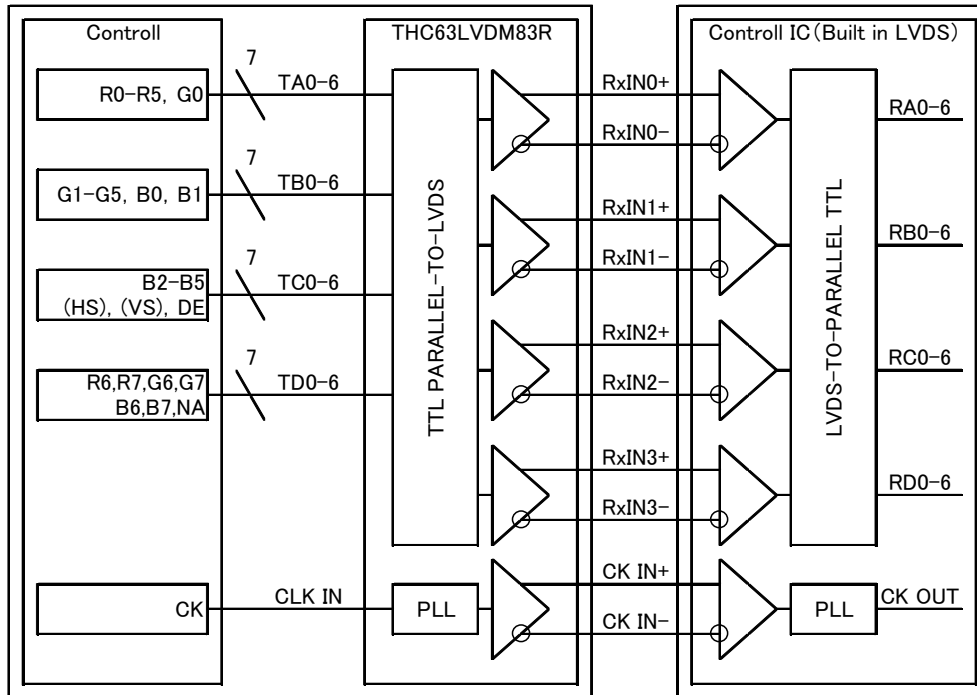 Controll
THC63LVDM83R
Controll IC(Built in LVDS)
7
R0-R5, G0
TA0-6
RxIN0+
RxIN0-
RA0-6
7
G1-G5, B0, B1
TB0-6
RxIN1+
RxIN1-
RB0-6
7
B2-B5
(HS), (VS), DE
TC0-6
RxIN2+
RxIN2-
RC0-6
7
R6,R7,G6,G7
B6,B7,NA
TD0-6
RxIN3+
RxIN3-
RD0-6
TTL PARALLEL-TO-LVDS
LVDS-TO-PARALLEL TTL
CK
CLK IN
PLL
CK IN+
CK IN-
PLL
CK OUT